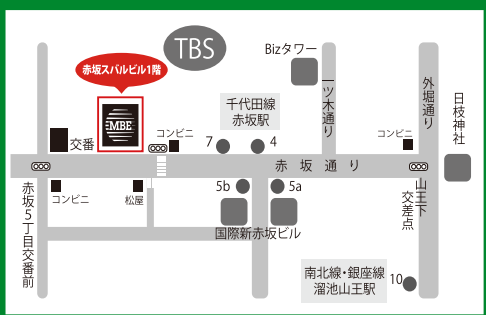 TBS
Bizタワー
赤坂スバルビル1階
MBE
千代田線
赤坂駅
一ツ木通り
外堀通り
日枝神社
交番
コンビニ
7
4
コンビニ
赤坂通り
赤坂5丁目交番前
コンビニ
松屋
5b
5a
山王下
交差点
国際新赤坂ビル
南北線・銀座線
溜池山王駅
10